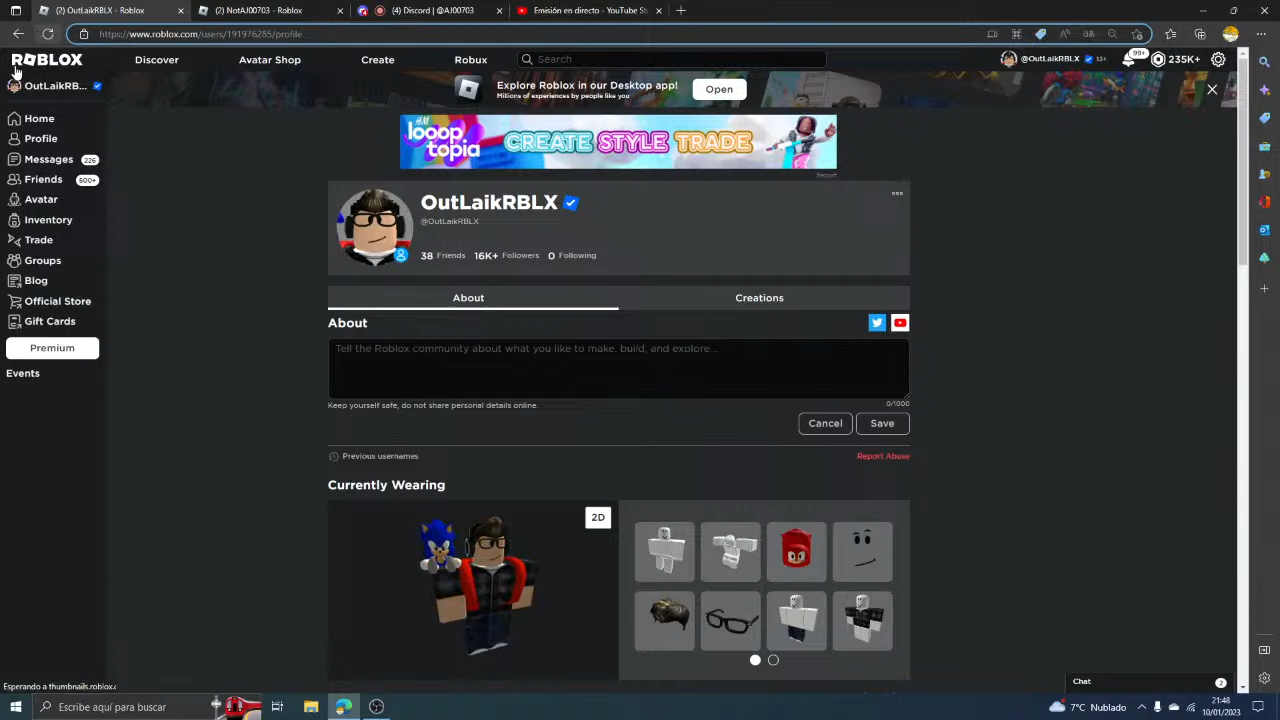 (2) OutLaikRBLX - Roblox
(2) NotAJ00703 - Roblox
(4) Discord | @AJ00703
Emisión en directo - YouTube St
https://www.roblox.com/users/191976285/profile
ROBLOX
Discover
Avatar Shop
Create
Robux
Search
@OutLaikRBLX 13+
99+
235K+
OutLaikRB...
Explore Roblox in our Desktop app!
Millions of experiences by people like you
Open
Home
Profile
Messages 226
Friends 500+
Avatar
Inventory
Trade
Groups
Blog
Official Store
Gift Cards
Premium
Events
H&M
looop
topia
CREATE STYLE TRADE
Report
OutLaikRBLX
@OutLaikRBLX
38 Friends 16K+ Followers 0 Following
About
Creations
About
Tell the Roblox community about what you like to make, build, and explore...
Keep yourself safe, do not share personal details online.
0/1000
Cancel
Save
Previous usernames
Report Abuse
Currently Wearing
2D
Chat
2
Esperando a thumbnails.roblox.c
Escribe aquí para buscar
7°C Nublado
21:48
10/01/2023